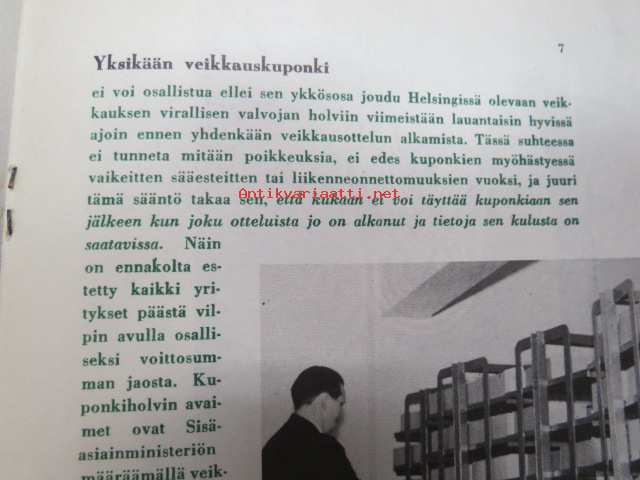 7
Yksikään veikkauskuponki
ei voi osallistua ellei sen ykkösosa joudu Helsingissä olevaan veik-
kauksen virallisen valvojan holviin viimeistään lauantaisin hyvissä
ajoin ennen yhdenkään veikkausottelun alkamista. Tässä suhteessa
ei tunneta mitään poikkeuksia, ei edes kuponkien myöhästyessä
vaikeitten sääesteitten tai liikenneonnettomuuksien vuoksi, ja juuri
Antikvariaatti.net
tämä sääntö takaa sen, että kukaan ei voi täyttää kuponkiaan sen
jälkeen kun joku otteluista jo on alkanut ja tietoja sen kulusta on
saatavissa. Näin
on ennakolta es-
tetty kaikki yri-
tykset päästä vil-
pin avulla osalli-
seksi voittosum-
man jaosta. Ku-
ponkiholvin avai-
met ovat Sisä-
asiainministeriön
määräämällä veik-